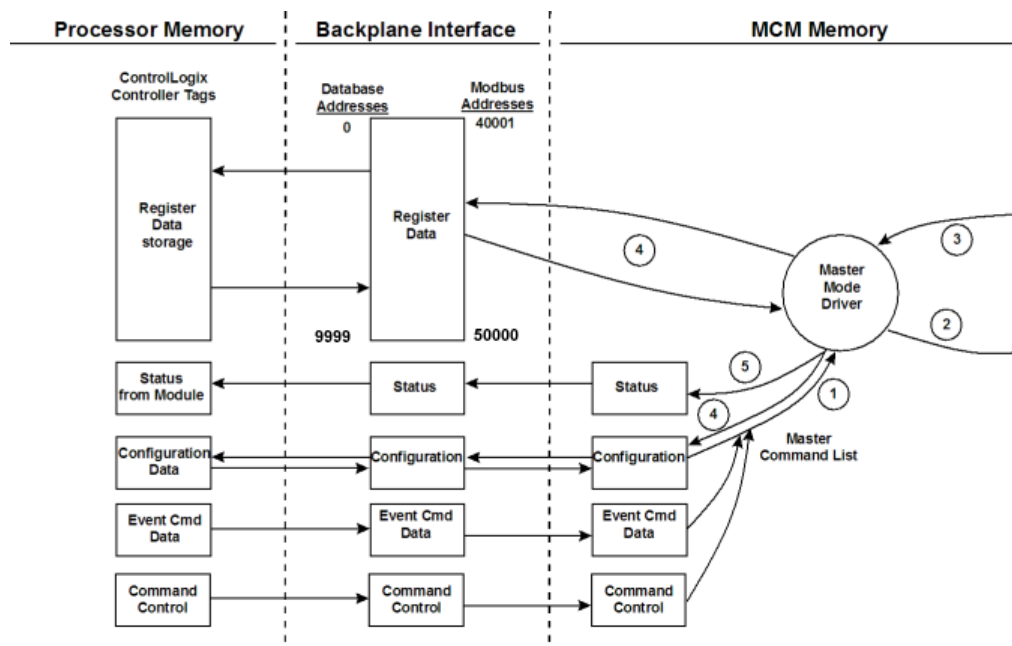 Processor Memory
Backplane Interface
MCM Memory
ControlLogix
Controller Tags
Database
Addresses
0
Modbus
Addresses
40001
Register
Data
storage
Register
Data
4
3
Master
Mode
Driver
2
9999
50000
Status
from Module
Status
Status
5
1
4
Configuration
Data
Configuration
Configuration
Master
Command List
Event Cmd
Data
Event Cmd
Data
Event Cmd
Data
Command
Control
Command
Control
Command
Control